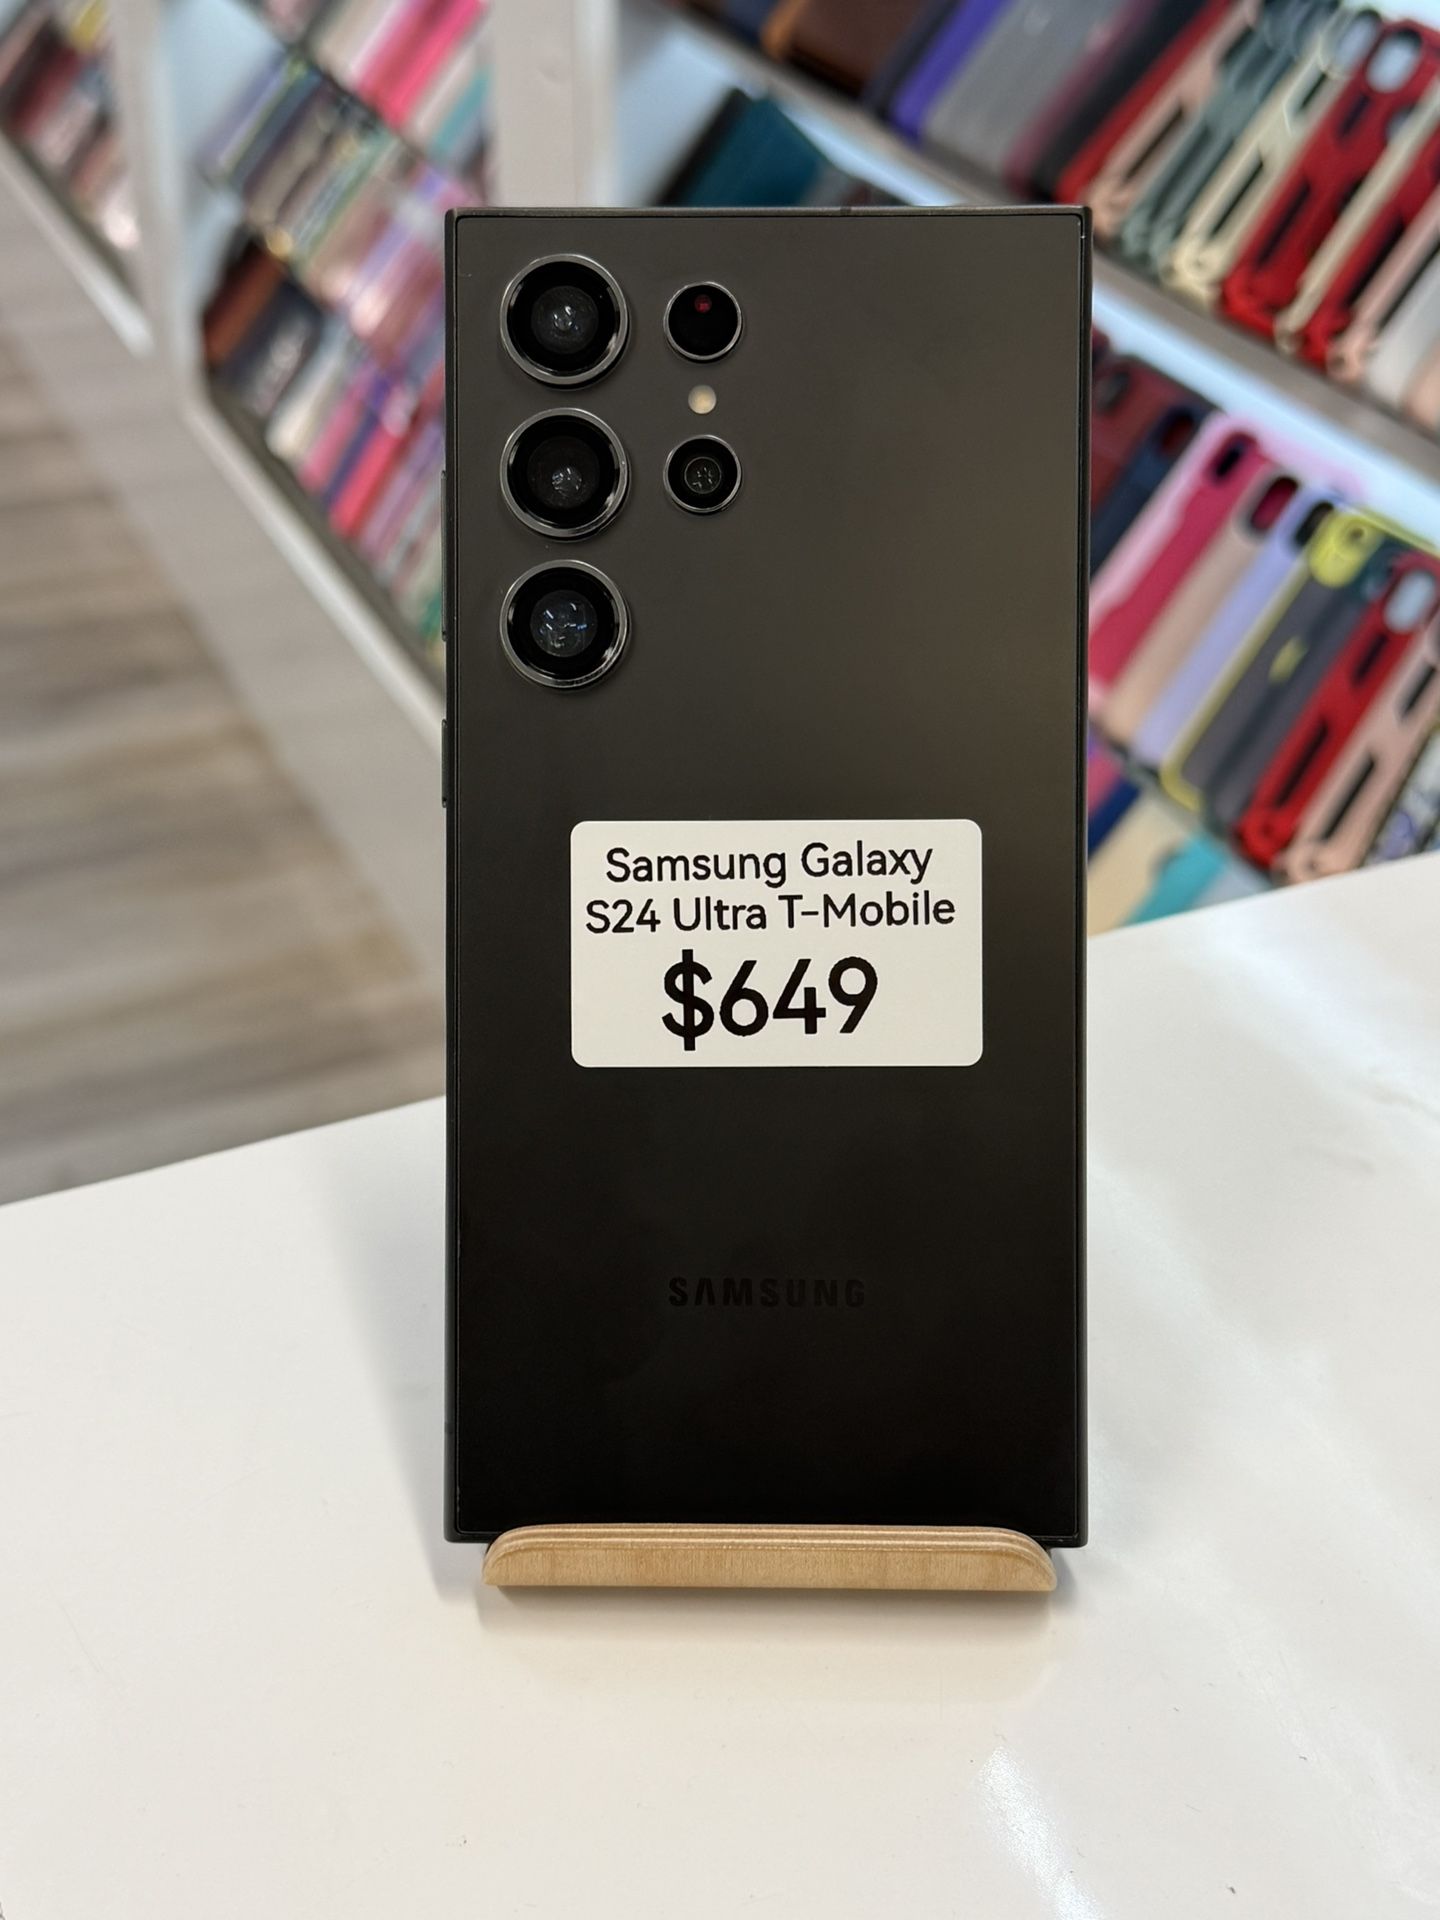 Samsung Galaxy
S24 Ultra T-Mobile
$649
SAMSUNG